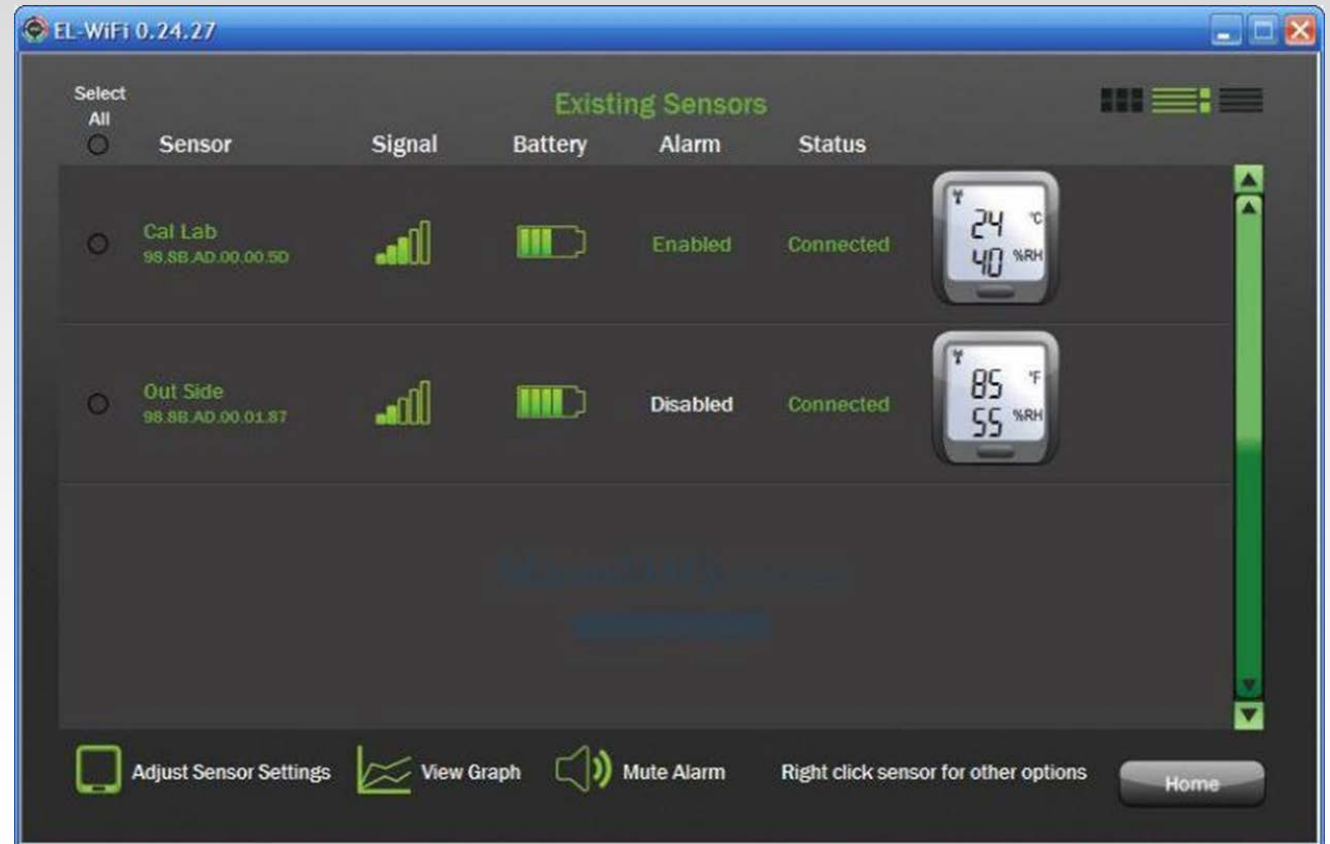 EL-WiFi 0.24.27
Select
All
Existing Sensors
Sensor Signal Battery Alarm Status
Cal Lab
98.8B.AD.00.00.5D
Enabled Connected
24 °C
40 %RH
Out Side
98.8B.AD.00.01.87
Disabled Connected
85 °F
55 %RH
Adjust Sensor Settings View Graph Mute Alarm Right click sensor for other options Home